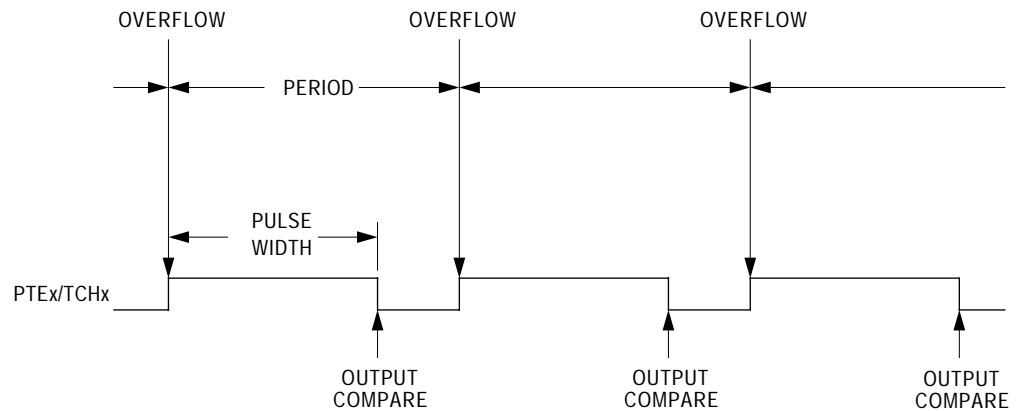 OVERFLOW
OVERFLOW
OVERFLOW
PERIOD
PULSE
WIDTH
PTEx/TCHx
OUTPUT
COMPARE
OUTPUT
COMPARE
OUTPUT
COMPARE